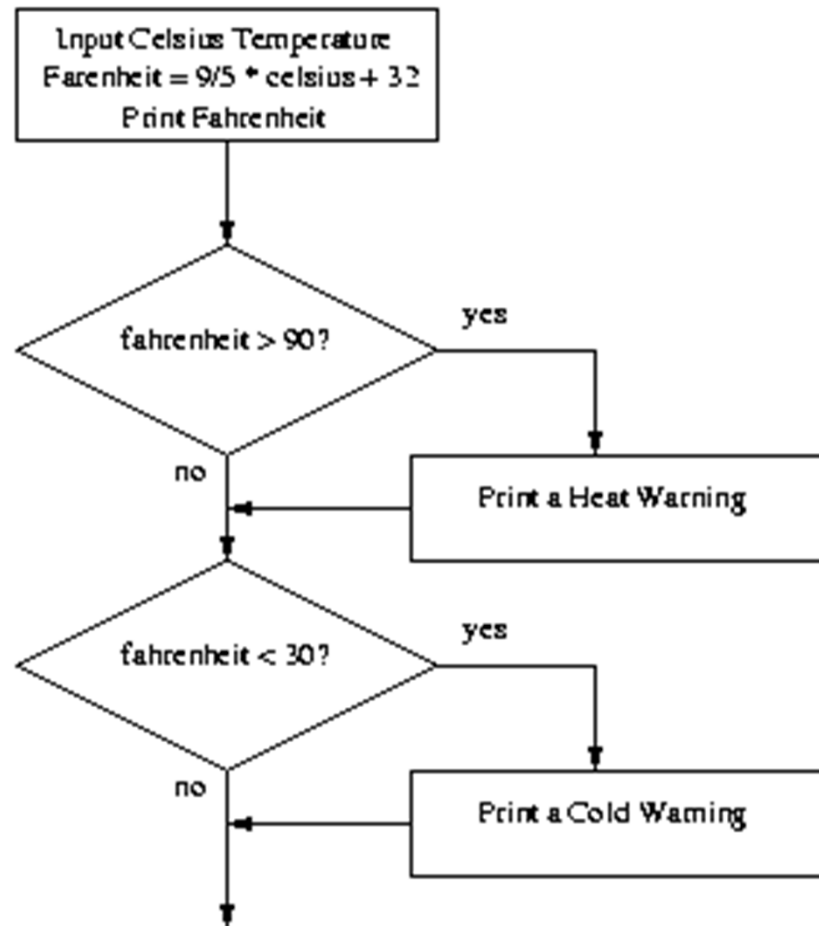 Input Celsius Temperature
Farenheit = 9/5 * celsius + 32
Print Fahrenheit
fahrenheit > 90?
yes
no
Print a Heat Warning
fahrenheit < 30?
yes
no
Print a Cold Warning